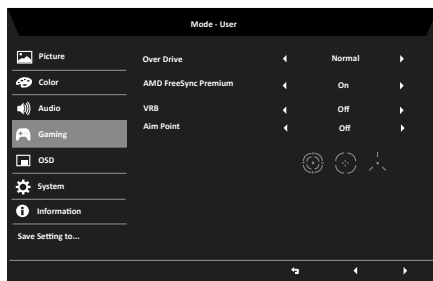 Mode - User
Picture
Color
Audio
Gaming
OSD
System
Information
Save Setting to...
Over Drive Normal
AMD FreeSync Premium On
VRB Off
Aim Point Off